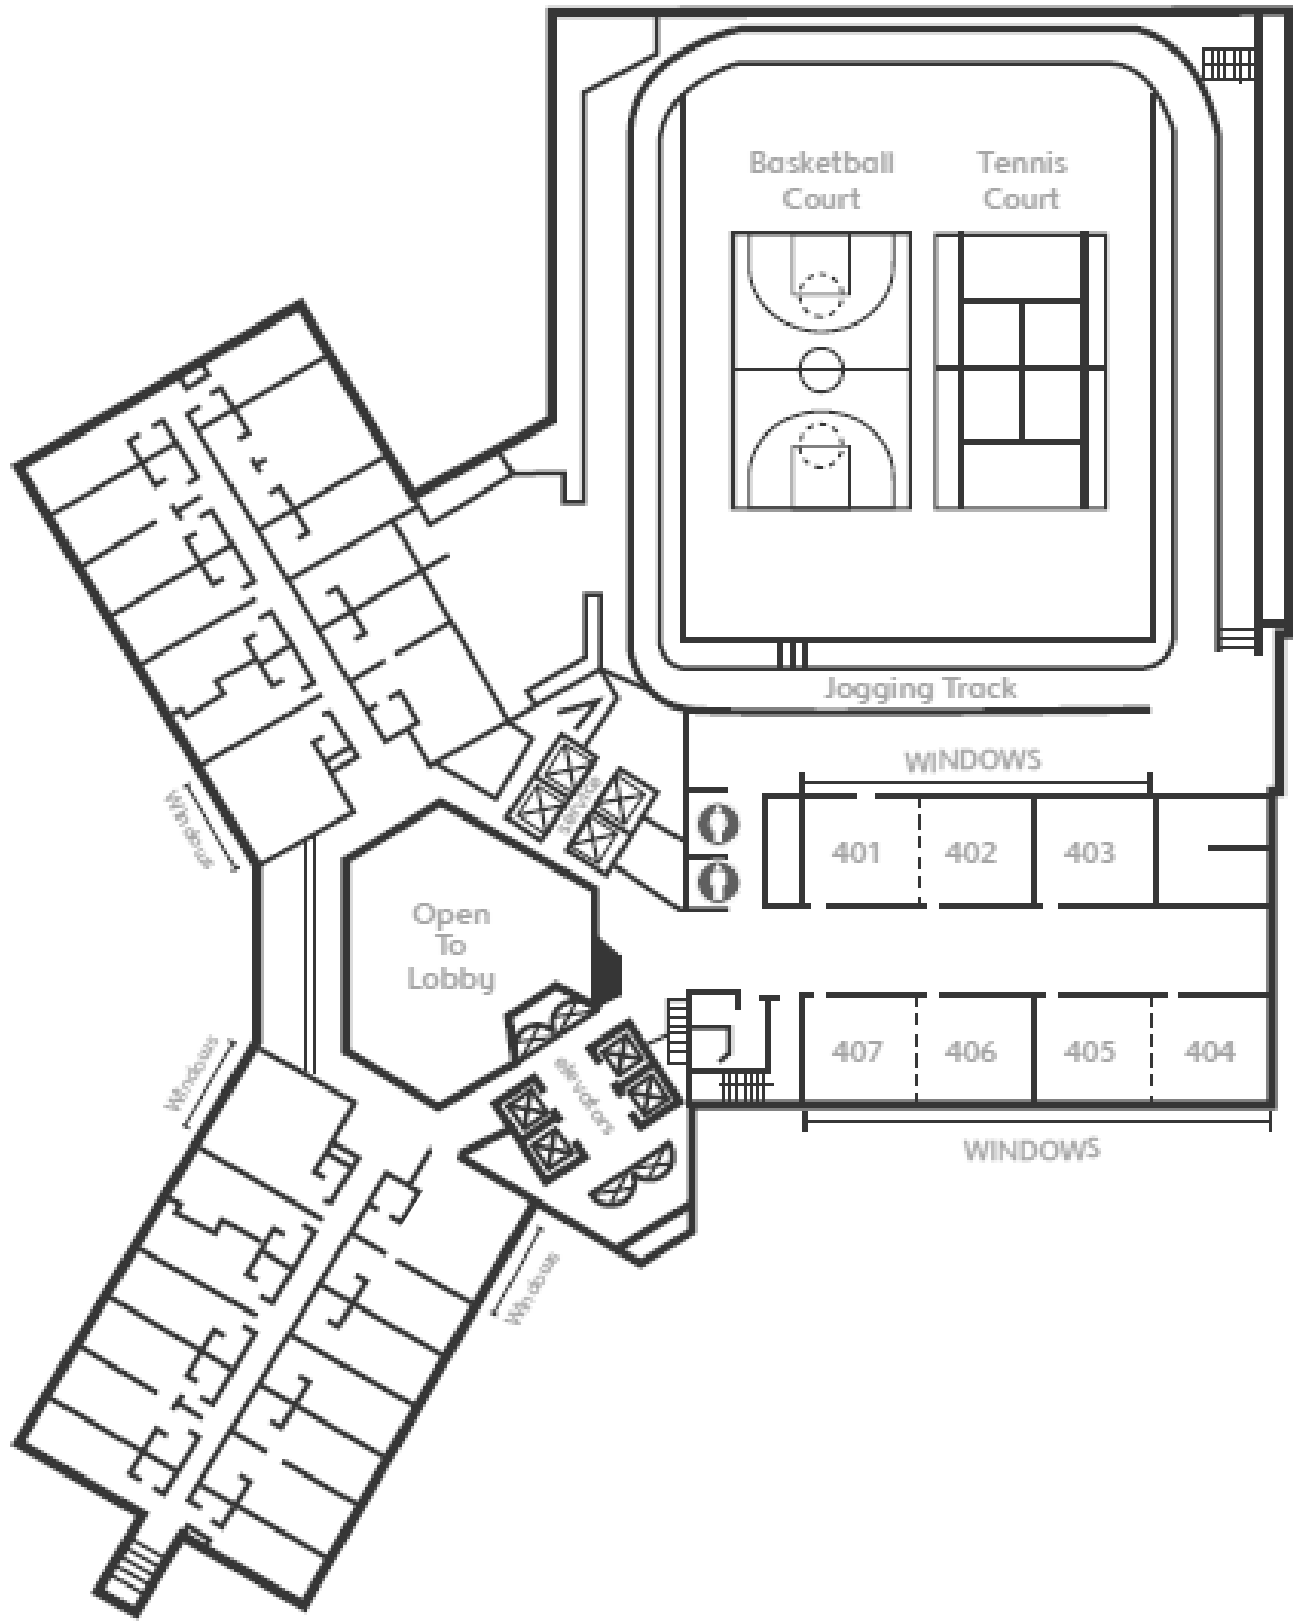 Basketball
Court
Tennis
Court
Jogging Track
WINDOWS
Windows
service
401
402
403
Open
To
Lobby
Windows
elevators
407
406
405
404
WINDOWS
Windows